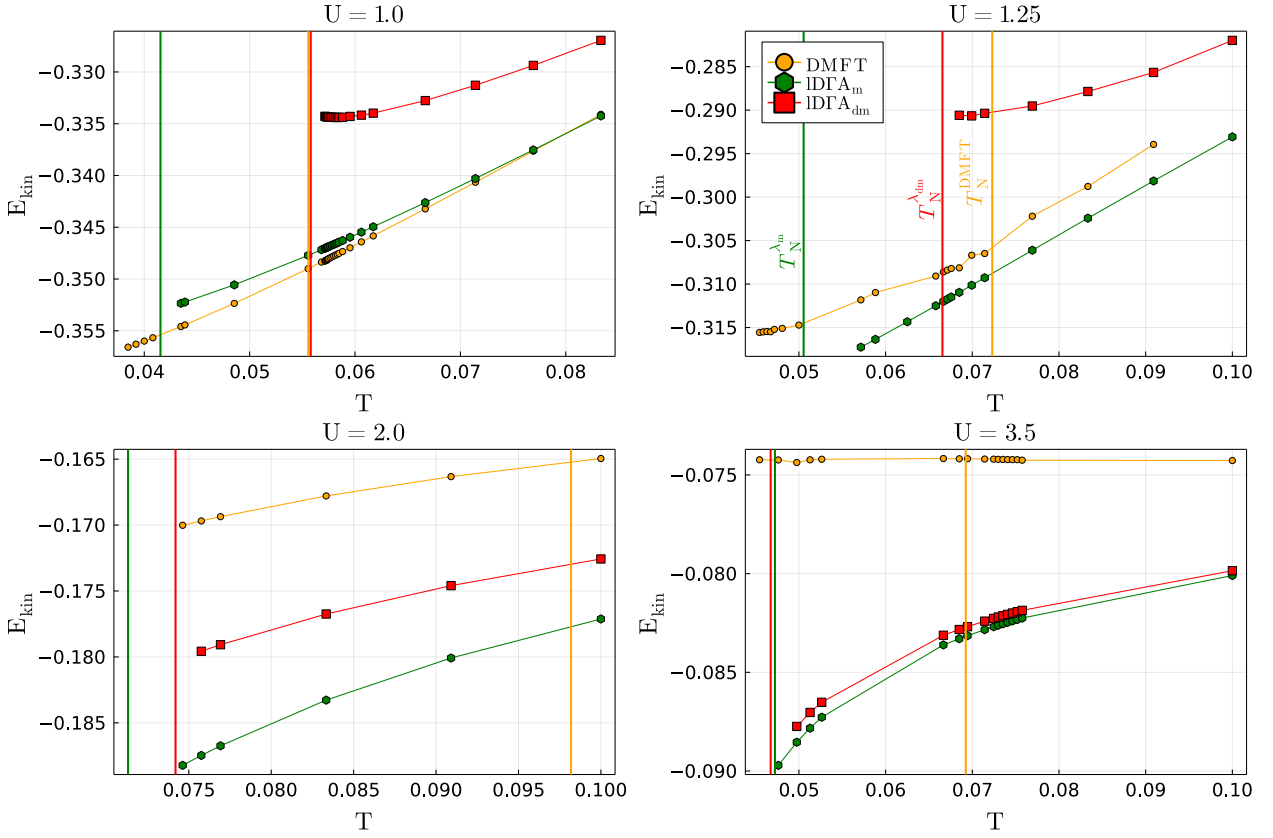 U = 1.0
E_kin
−0.330
−0.335
−0.340
−0.345
−0.350
−0.355
0.04
0.05
0.06
0.07
0.08
T
U = 1.25
E_kin
−0.285
−0.290
−0.295
−0.300
−0.305
−0.310
−0.315
DMFT
lDΓA_m
lDΓA_dm
T_N^{λ_m}
T_N^{λ_dm}
T_N^{DMFT}
0.05
0.06
0.07
0.08
0.09
0.10
T
U = 2.0
E_kin
−0.165
−0.170
−0.175
−0.180
−0.185
0.075
0.080
0.085
0.090
0.095
0.100
T
U = 3.5
E_kin
−0.075
−0.080
−0.085
−0.090
0.05
0.06
0.07
0.08
0.09
0.10
T